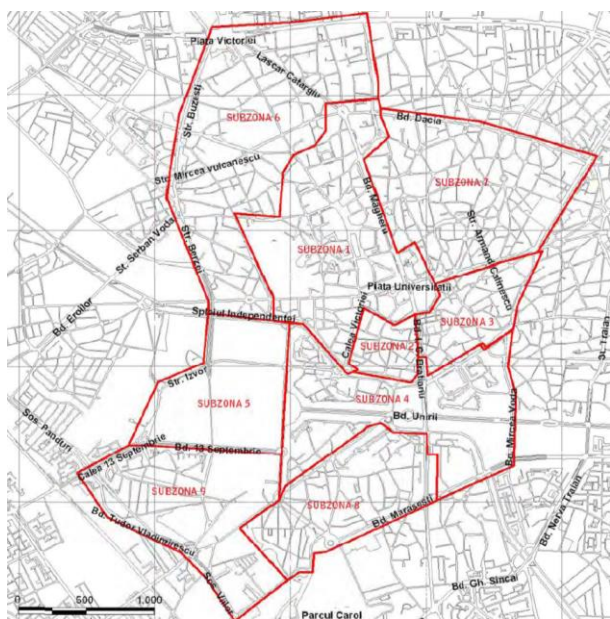 Piata Victoriei
Lascar Catargiu
Str. Buzesti
SUBZONA 6
Bd. Dacia
Str. Mircea vulcanescu
SUBZONA 7
Bd. Magheru
St. Serban Voda
Str. Berzei
Str. Armand Calinescu
SUBZONA 1
Piata Universitatii
Bd. Eroilor
Splaiul Independentei
Calea Victoriei
SUBZONA 3
SUBZONA 2
Str. Izvor
SUBZONA 5
SUBZONA 4
Bd. Unirii
Sos. Panduri
Calea 13 Septembrie
Bd. 13 Septembrie
Bd. Mircea Voda
SUBZONA 9
SUBZONA 8
Bd. Marasesti
Bd. Tudor Vladimirescu
Bd. Nerva Traian
Bd. Gh. Sincai
0 500 1.000
Parcul Carol